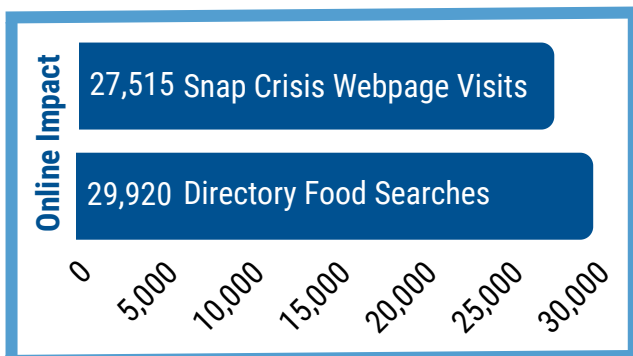 Online Impact
27,515 Snap Crisis Webpage Visits
29,920 Directory Food Searches
0
5,000
10,000
15,000
20,000
25,000
30,000